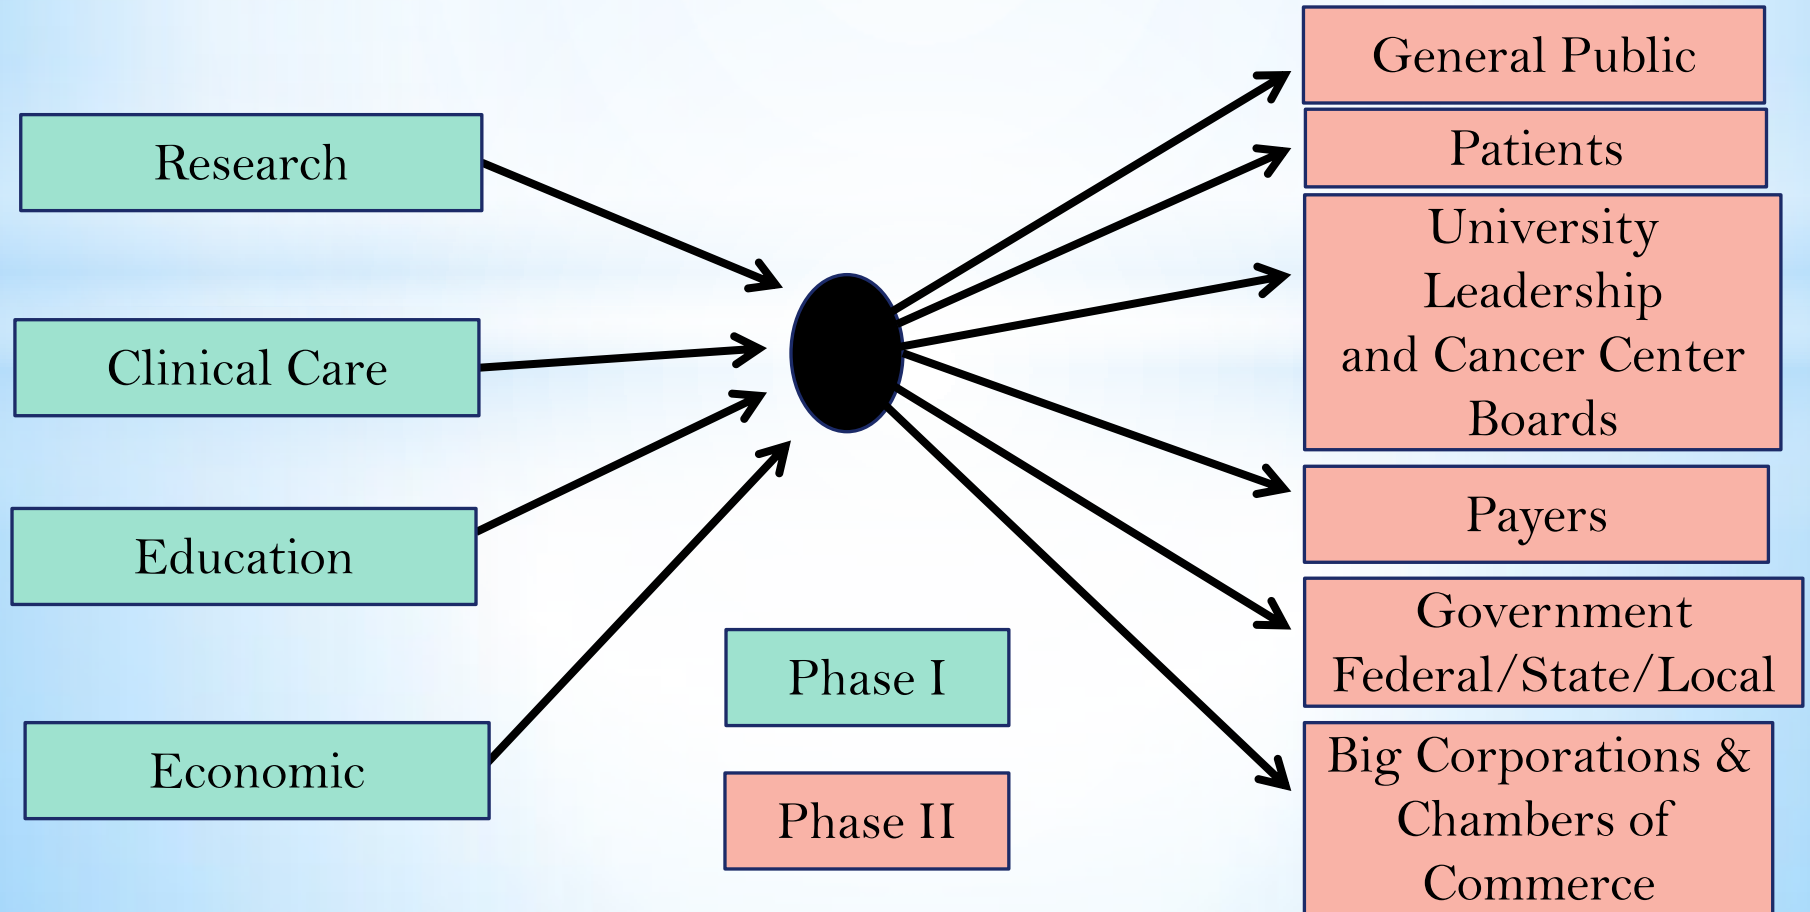 Research
Clinical Care
Education
Economic
Phase I
Phase II
General Public
Patients
University
Leadership
and Cancer Center
Boards
Payers
Government
Federal/State/Local
Big Corporations &
Chambers of
Commerce